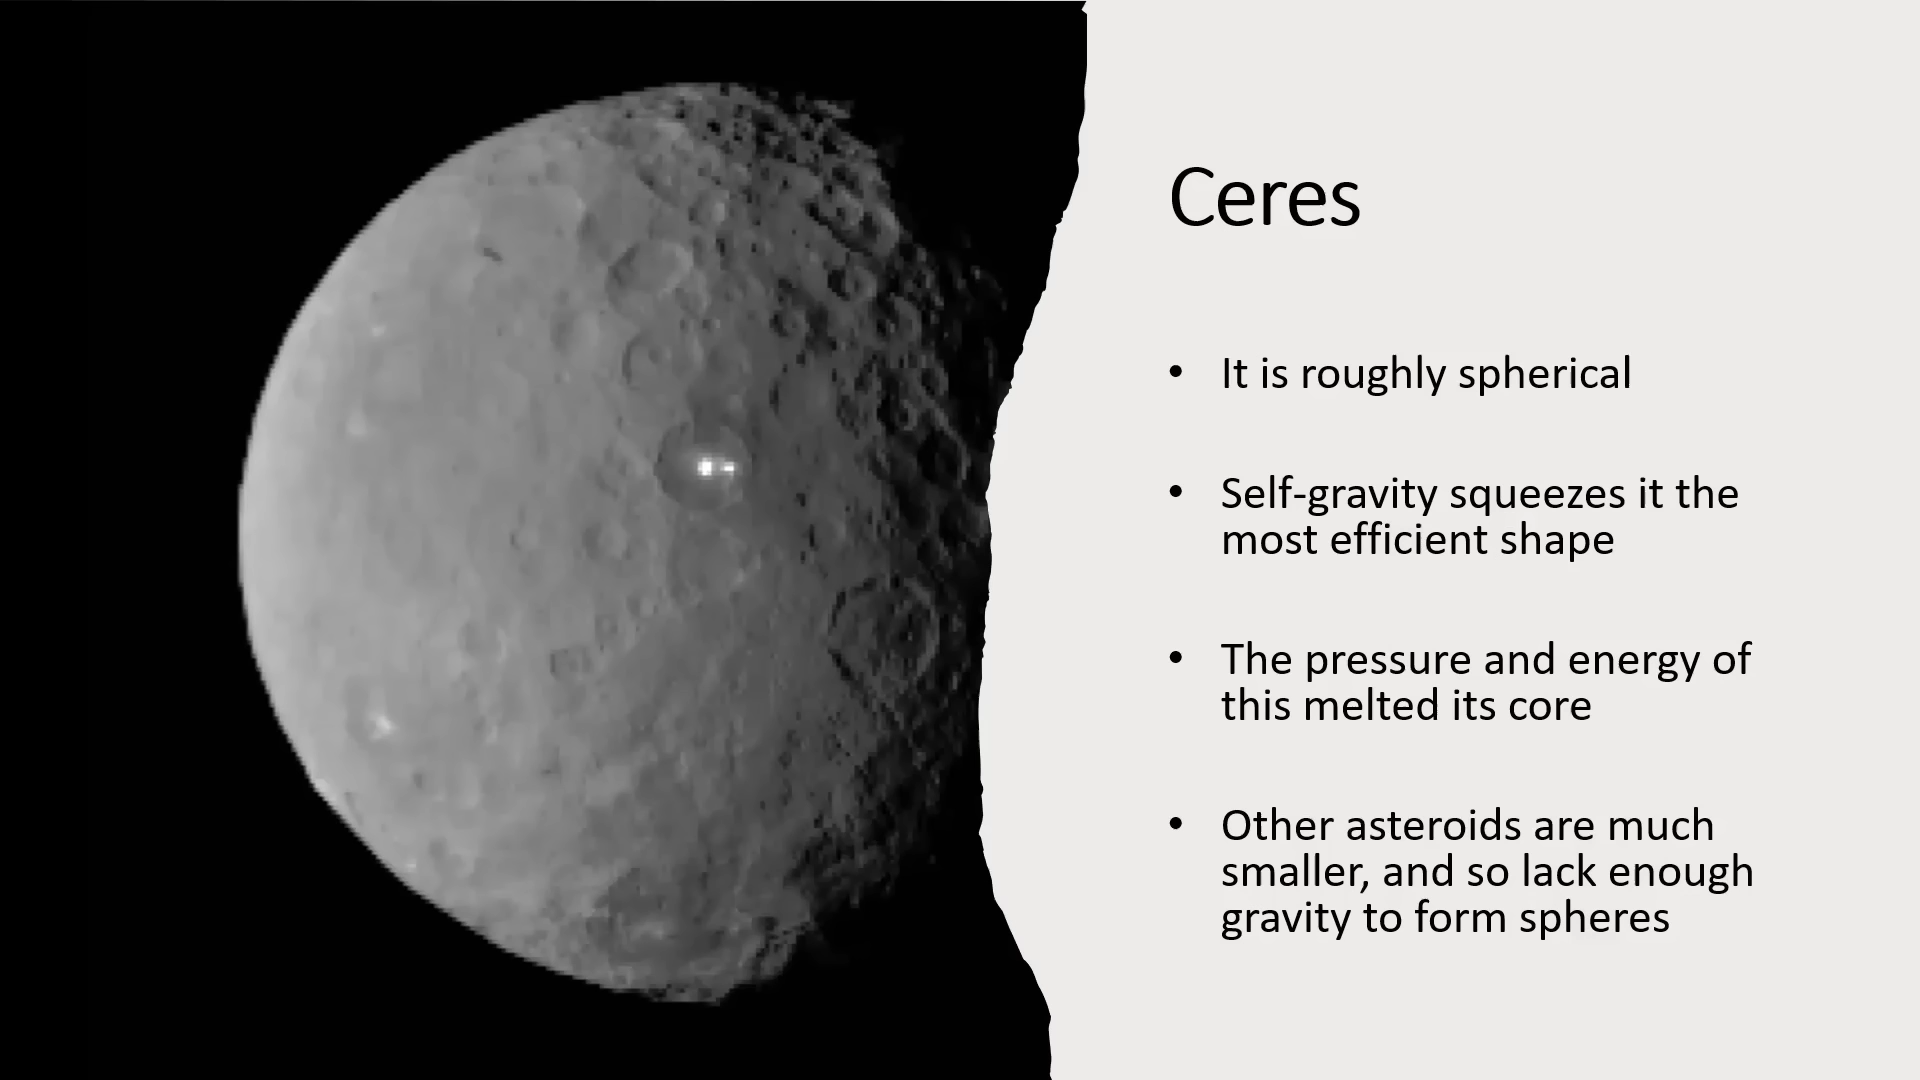 Ceres
• It is roughly spherical
• Self-gravity squeezes it the
most efficient shape
• The pressure and energy of
this melted its core
• Other asteroids are much
smaller, and so lack enough
gravity to form spheres